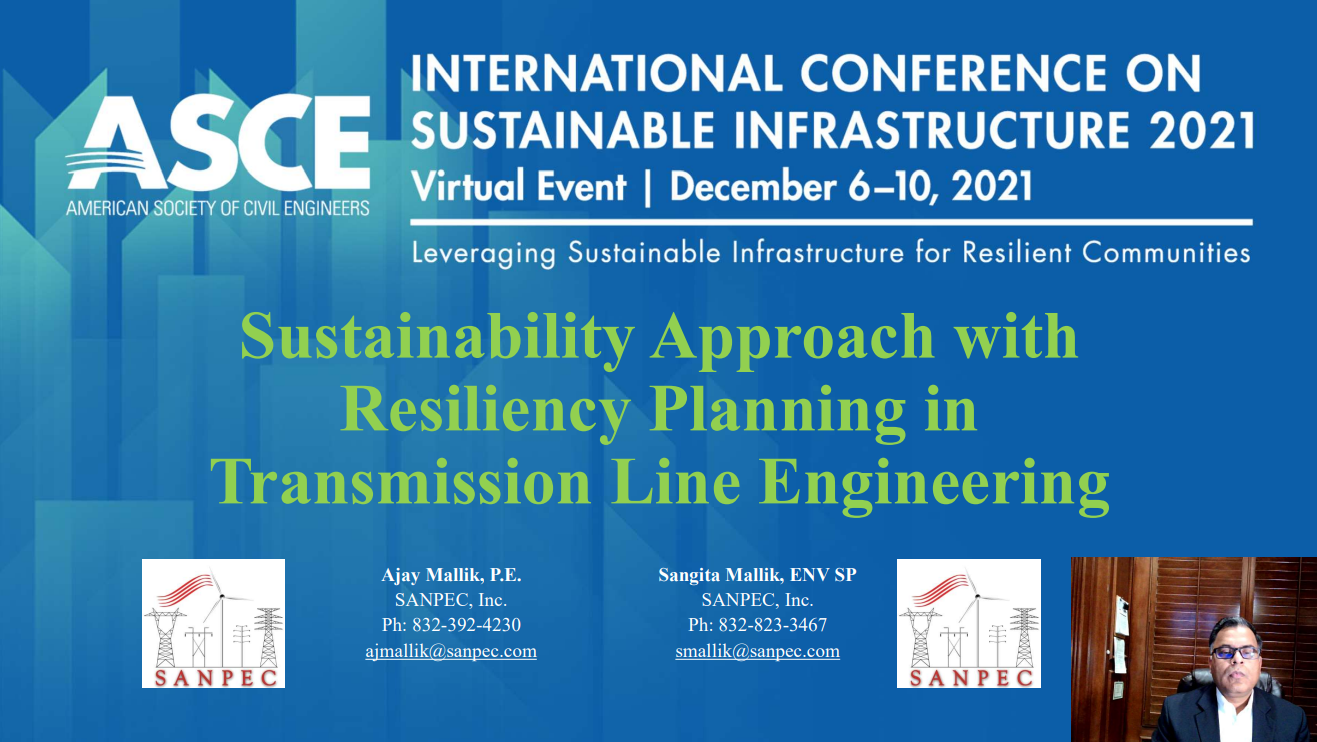 ASCE
AMERICAN SOCIETY OF CIVIL ENGINEERS
INTERNATIONAL CONFERENCE ON
SUSTAINABLE INFRASTRUCTURE 2021
Virtual Event | December 6–10, 2021
Leveraging Sustainable Infrastructure for Resilient Communities
Sustainability Approach with
Resiliency Planning in
Transmission Line Engineering
SANPEC
Ajay Mallik, P.E.
SANPEC, Inc.
Ph: 832-392-4230
ajmallik@sanpec.com
Sangita Mallik, ENV SP
SANPEC, Inc.
Ph: 832-823-3467
smallik@sanpec.com
SANPEC